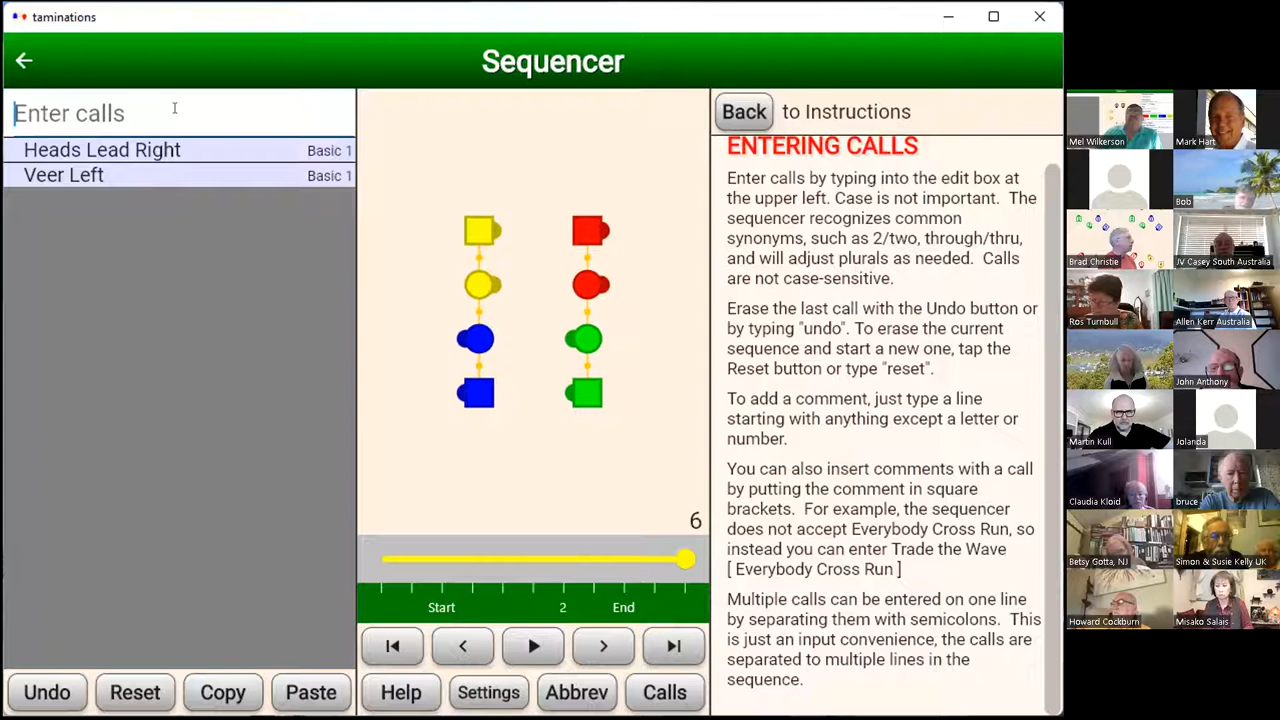 taminations
Sequencer
Enter calls
Heads Lead Right Basic 1
Veer Left Basic 1
6
Start 2 End
Undo Reset Copy Paste
Help Settings Abbrev Calls
Back to Instructions
ENTERING CALLS
Enter calls by typing into the edit box at
the upper left. Case is not important. The
sequencer recognizes common
synonyms, such as 2/two, through/thru,
and will adjust plurals as needed. Calls
are not case-sensitive.
Erase the last call with the Undo button or
by typing "undo". To erase the current
sequence and start a new one, tap the
Reset button or type "reset".
To add a comment, just type a line
starting with anything except a letter or
number.
You can also insert comments with a call
by putting the comment in square
brackets. For example, the sequencer
does not accept Everybody Cross Run, so
instead you can enter Trade the Wave
[ Everybody Cross Run ]
Multiple calls can be entered on one line
by separating them with semicolons. This
is just an input convenience, the calls are
separated to multiple lines in the
sequence.
Mel Wilkerson
Mark Hart
Bob
Brad Christie
JV Casey South Australia
Ros Turnbull
Allen Kerr Australia
John Anthony
Martin Kull
Jolanda
Claudia Kloid
bruce
Betsy Gotta, NJ
Simon & Susie Kelly UK
Howard Cockburn
Misako Salais